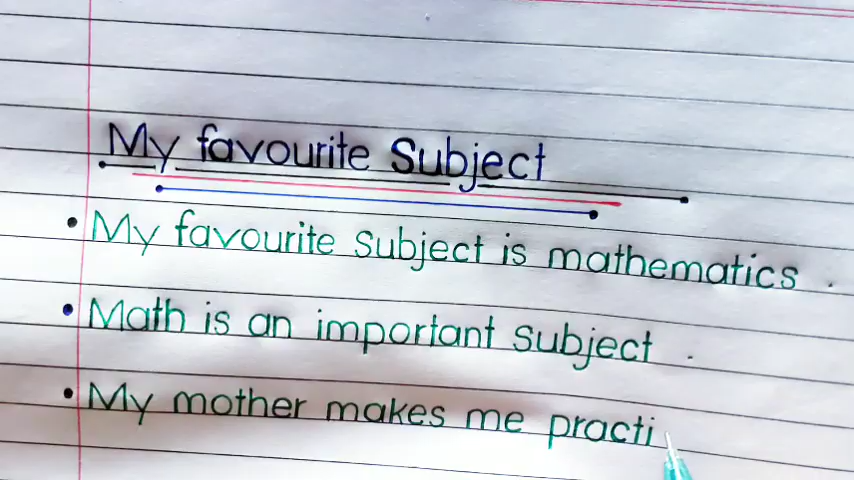 My favourite Subject
• My favourite Subject is mathematics .
• Math is an important Subject .
• My mother makes me practi